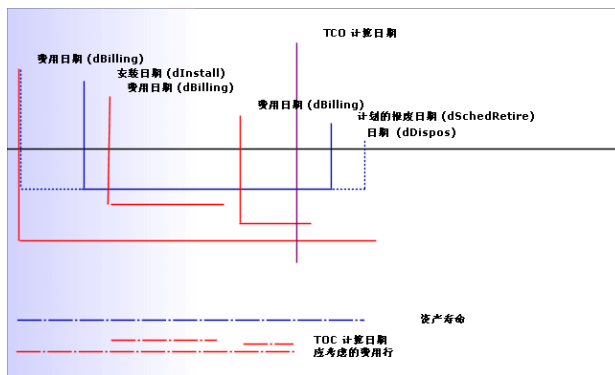 TCO 计算日期
费用日期 (dBilling)
安装日期 (dInstall)
费用日期 (dBilling)
费用日期 (dBilling)
计划的报废日期 (dSchedRetire)
日期 (dDispos)
资产寿命
TOC 计算日期
应考虑的费用行